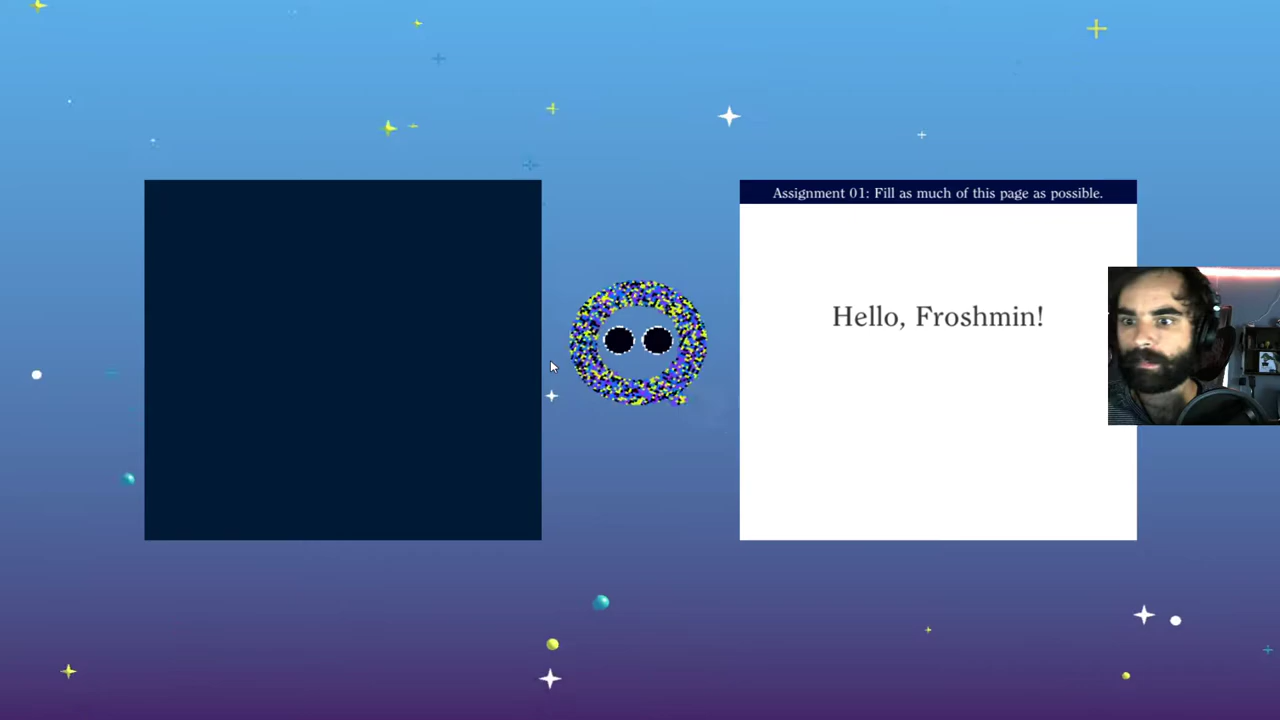 Assignment 01: Fill as much of this page as possible.
Hello, Froshmin!